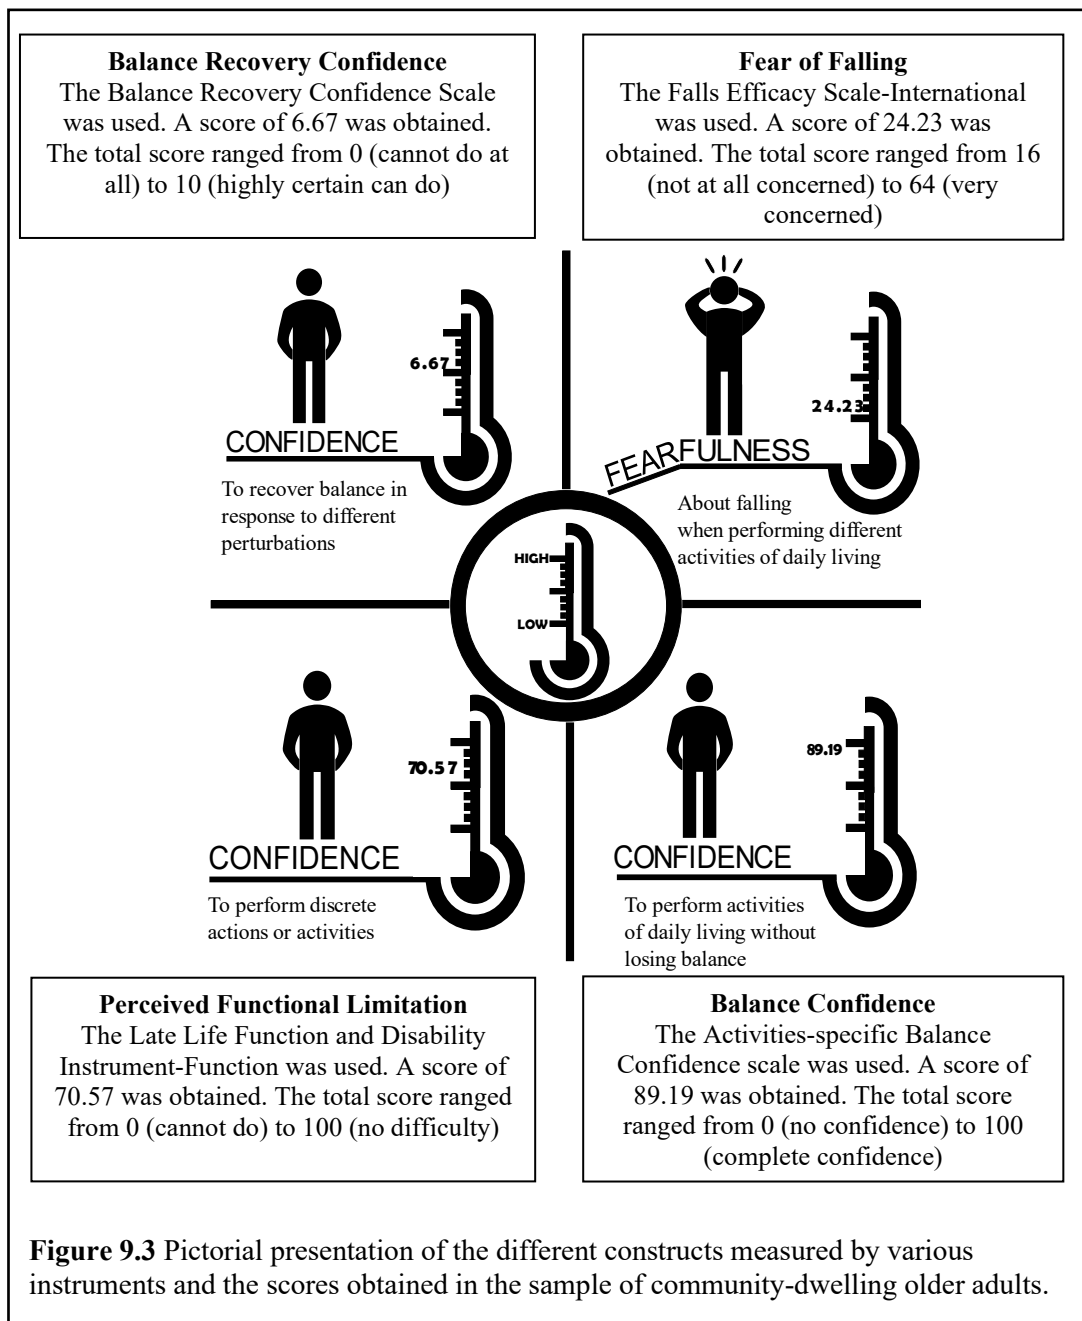 Balance Recovery Confidence
The Balance Recovery Confidence Scale
was used. A score of 6.67 was obtained.
The total score ranged from 0 (cannot do at
all) to 10 (highly certain can do)
Fear of Falling
The Falls Efficacy Scale-International
was used. A score of 24.23 was
obtained. The total score ranged from 16
(not at all concerned) to 64 (very
concerned)
6.67
CONFIDENCE
To recover balance in
response to different
perturbations
24.23
FEARFULNESS
About falling
when performing different
activities of daily living
HIGH
LOW
70.57
CONFIDENCE
To perform discrete
actions or activities
89.19
CONFIDENCE
To perform activities
of daily living without
losing balance
Perceived Functional Limitation
The Late Life Function and Disability
Instrument-Function was used. A score of
70.57 was obtained. The total score ranged
from 0 (cannot do) to 100 (no difficulty)
Balance Confidence
The Activities-specific Balance
Confidence scale was used. A score of
89.19 was obtained. The total score
ranged from 0 (no confidence) to 100
(complete confidence)
Figure 9.3 Pictorial presentation of the different constructs measured by various
instruments and the scores obtained in the sample of community-dwelling older adults.